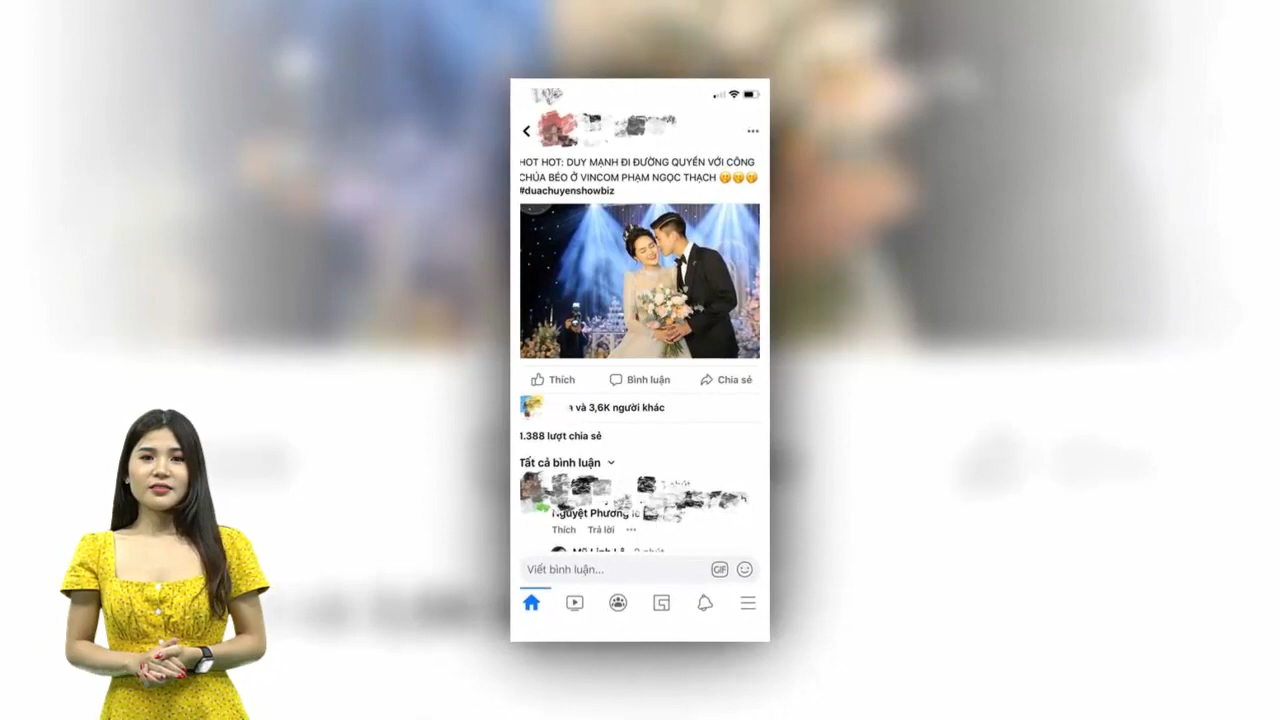 HOT HOT: DUY MẠNH ĐI ĐƯỜNG QUYỀN VỚI CÔNG
CHÚA BÉO Ở VINCOM PHẠM NGỌC THẠCH 🤭🤭🤭
#duachuyenshowbiz
Thích Bình luận Chia sẻ
và 3,6K người khác
1.388 lượt chia sẻ
Tất cả bình luận
Nguyệt Phương
Thích Trả lời
Viết bình luận...
GIF